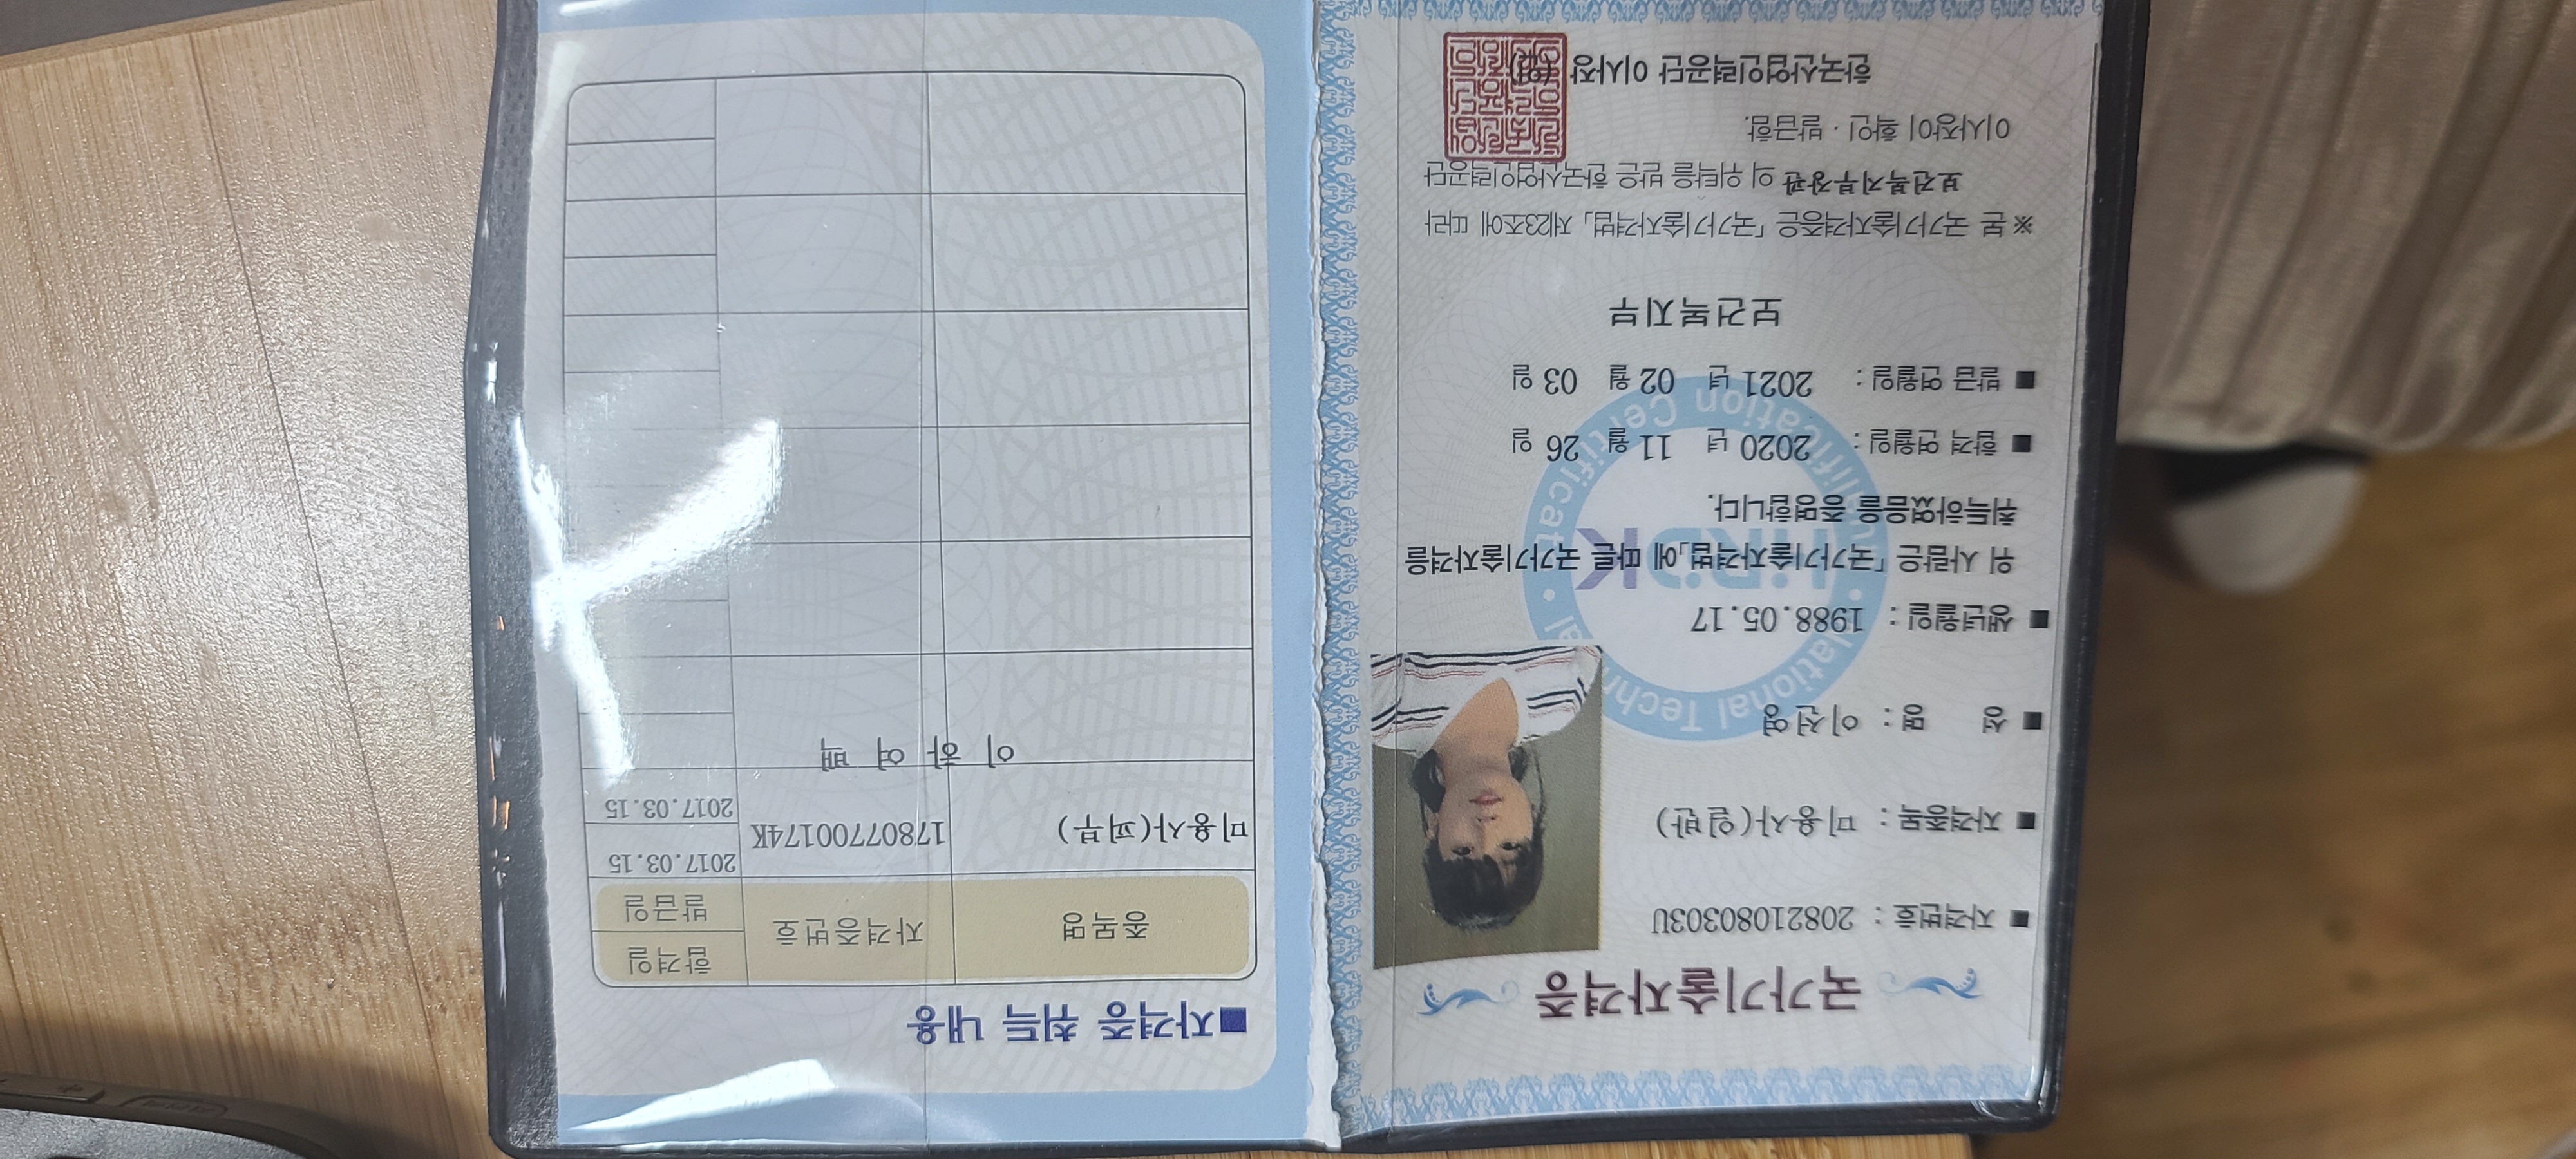 국가기술자격증
■ 자격번호 : 20821080303U
■ 자격종목 : 미용사(일반)
■ 성 명 : 이선영
■ 생년월일 : 1988.05.17
위 사람은 「국가기술자격법」에 따른 국가기술자격을
취득하였음을 증명합니다.
■ 합격 연월일 : 2020 년 11 월 26 일
■ 발급 연월일 : 2021 년 02 월 03 일
보건복지부
※ 본 국가기술자격증은 「국가기술자격법」 제23조에 따라
보건복지부장관 의 위탁을 받은 한국산업인력공단
이사장이 확인 · 발급함.
한국산업인력공단 이사장 (인)
HRDK
■자격증 취득 내용
종목명 자격증번호 합격일
발급일
미용사(피부) 17807700174K 2017.03.15
2017.03.15
이 하 여 백